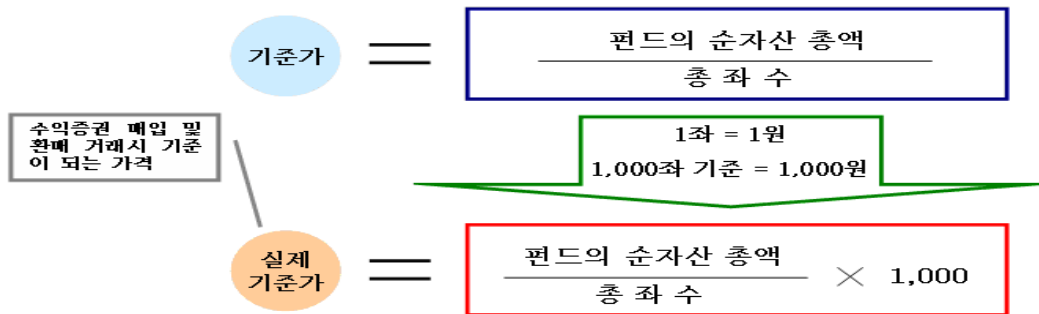 기준가
펀드의 순자산 총액
총 좌 수
수익증권 매입 및
환매 거래시 기준
이 되는 가격
1좌 = 1원
1,000좌 기준 = 1,000원
실제
기준가
펀드의 순자산 총액
총 좌 수
× 1,000